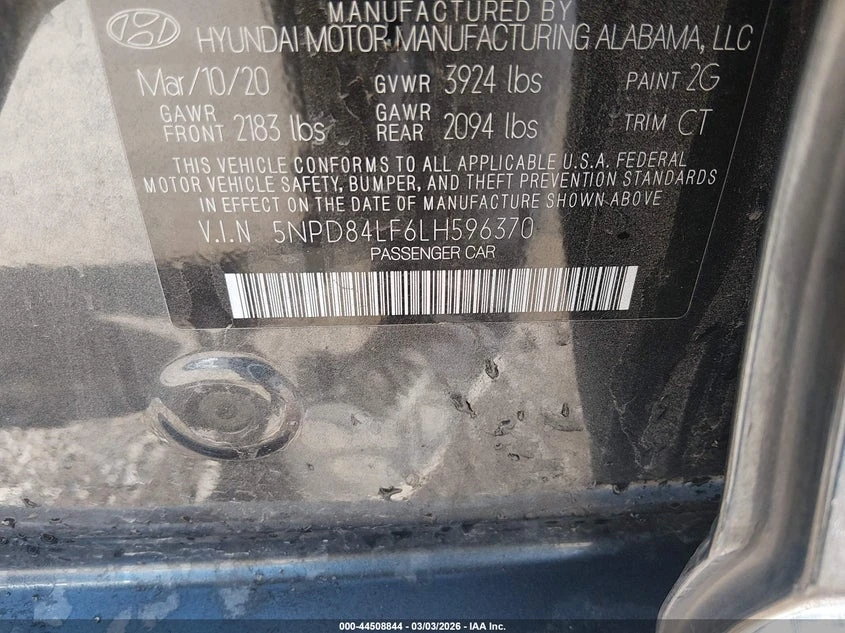 MANUFACTURED BY
HYUNDAI MOTOR MANUFACTURING ALABAMA, LLC
Mar/10/20 GVWR 3924 lbs PAINT 2G
GAWR FRONT 2183 lbs GAWR REAR 2094 lbs TRIM CT
THIS VEHICLE CONFORMS TO ALL APPLICABLE U.S.A. FEDERAL
MOTOR VEHICLE SAFETY, BUMPER, AND THEFT PREVENTION STANDARDS
IN EFFECT ON THE DATE OF MANUFACTURE SHOWN ABOVE.
V.I.N 5NPD84LF6LH596370
PASSENGER CAR
000-44508844 - 03/03/2026 - IAA Inc.